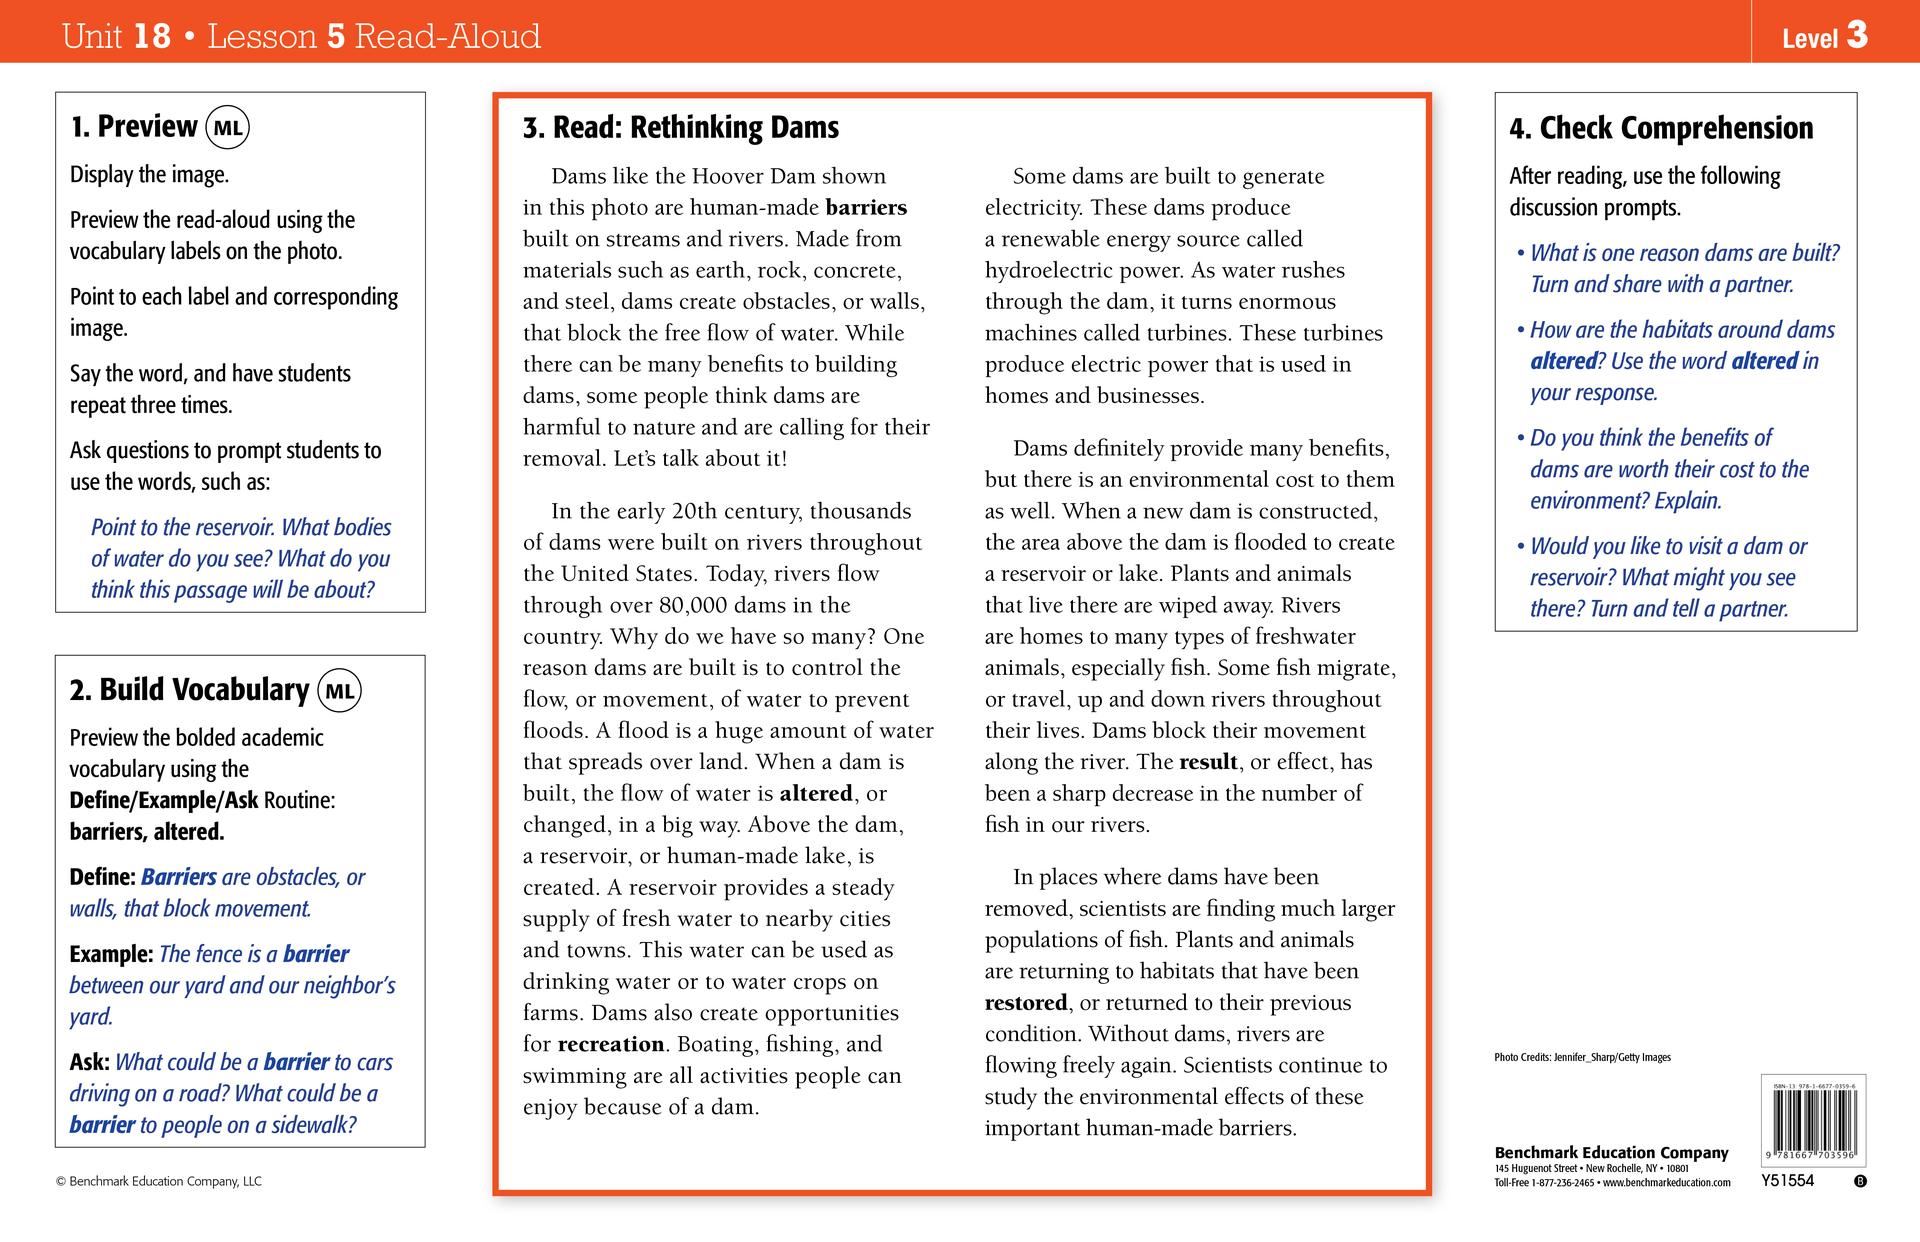 Unit 18 • Lesson 5 Read-Aloud
Level 3
1. Preview ML
Display the image.
Preview the read-aloud using the
vocabulary labels on the photo.
Point to each label and corresponding
image.
Say the word, and have students
repeat three times.
Ask questions to prompt students to
use the words, such as:
Point to the reservoir. What bodies
of water do you see? What do you
think this passage will be about?
2. Build Vocabulary ML
Preview the bolded academic
vocabulary using the
Define/Example/Ask Routine:
barriers, altered.
Define: Barriers are obstacles, or
walls, that block movement.
Example: The fence is a barrier
between our yard and our neighbor's
yard.
Ask: What could be a barrier to cars
driving on a road? What could be a
barrier to people on a sidewalk?
© Benchmark Education Company, LLC
3. Read: Rethinking Dams
Dams like the Hoover Dam shown
in this photo are human-made barriers
built on streams and rivers. Made from
materials such as earth, rock, concrete,
and steel, dams create obstacles, or walls,
that block the free flow of water. While
there can be many benefits to building
dams, some people think dams are
harmful to nature and are calling for their
removal. Let's talk about it!
In the early 20th century, thousands
of dams were built on rivers throughout
the United States. Today, rivers flow
through over 80,000 dams in the
country. Why do we have so many? One
reason dams are built is to control the
flow, or movement, of water to prevent
floods. A flood is a huge amount of water
that spreads over land. When a dam is
built, the flow of water is altered, or
changed, in a big way. Above the dam,
a reservoir, or human-made lake, is
created. A reservoir provides a steady
supply of fresh water to nearby cities
and towns. This water can be used as
drinking water or to water crops on
farms. Dams also create opportunities
for recreation. Boating, fishing, and
swimming are all activities people can
enjoy because of a dam.
Some dams are built to generate
electricity. These dams produce
a renewable energy source called
hydroelectric power. As water rushes
through the dam, it turns enormous
machines called turbines. These turbines
produce electric power that is used in
homes and businesses.
Dams definitely provide many benefits,
but there is an environmental cost to them
as well. When a new dam is constructed,
the area above the dam is flooded to create
a reservoir or lake. Plants and animals
that live there are wiped away. Rivers
are homes to many types of freshwater
animals, especially fish. Some fish migrate,
or travel, up and down rivers throughout
their lives. Dams block their movement
along the river. The result, or effect, has
been a sharp decrease in the number of
fish in our rivers.
In places where dams have been
removed, scientists are finding much larger
populations of fish. Plants and animals
are returning to habitats that have been
restored, or returned to their previous
condition. Without dams, rivers are
flowing freely again. Scientists continue to
study the environmental effects of these
important human-made barriers.
4. Check Comprehension
After reading, use the following
discussion prompts.
• What is one reason dams are built?
Turn and share with a partner.
• How are the habitats around dams
altered? Use the word altered in
your response.
• Do you think the benefits of
dams are worth their cost to the
environment? Explain.
• Would you like to visit a dam or
reservoir? What might you see
there? Turn and tell a partner.
Photo Credits: Jennifer_Sharp/Getty Images
Benchmark Education Company
145 Huguenot Street • New Rochelle, NY • 10801
Toll-Free 1-877-236-2465 • www.benchmarkeducation.com
ISBN-13 978-1-6677-0359-6
9 781667 703596
Y51554
B